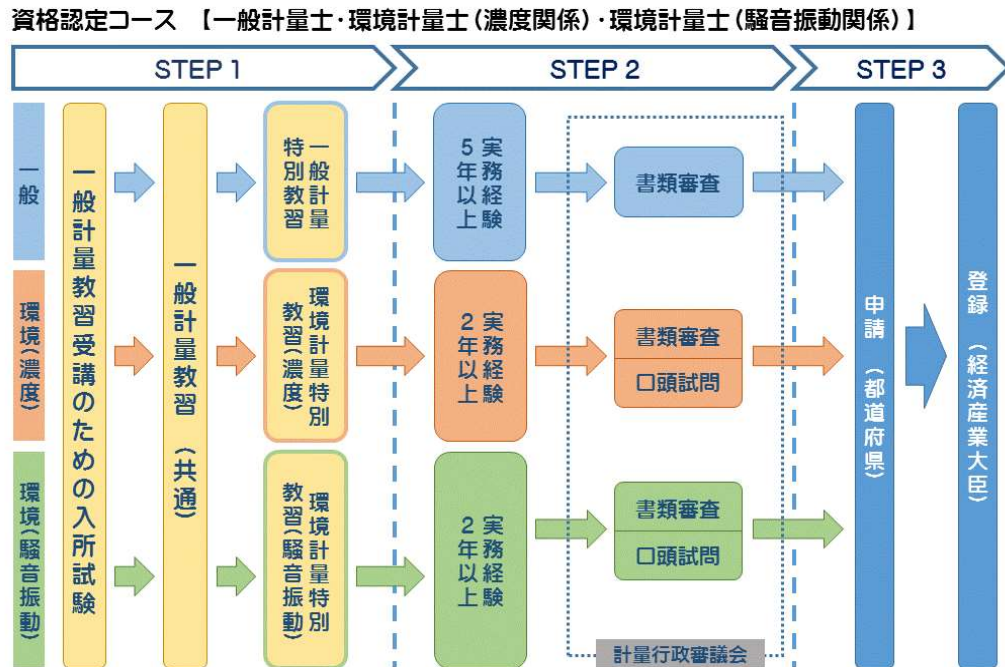 資格認定コース 【一般計量士・環境計量士(濃度関係)・環境計量士(騒音振動関係)】
STEP 1
STEP 2
STEP 3
一般
環境(濃度)
環境(騒音振動)
一般計量教習受講のための入所試験
一般計量教習 (共通)
一般計量
特別教習
環境計量特別
教習(濃度)
環境計量特別
教習(騒音振動)
実務経験
5年以上
実務経験
2年以上
実務経験
2年以上
書類審査
書類審査
口頭試問
書類審査
口頭試問
計量行政審議会
申請 (都道府県)
登録 (経済産業大臣)